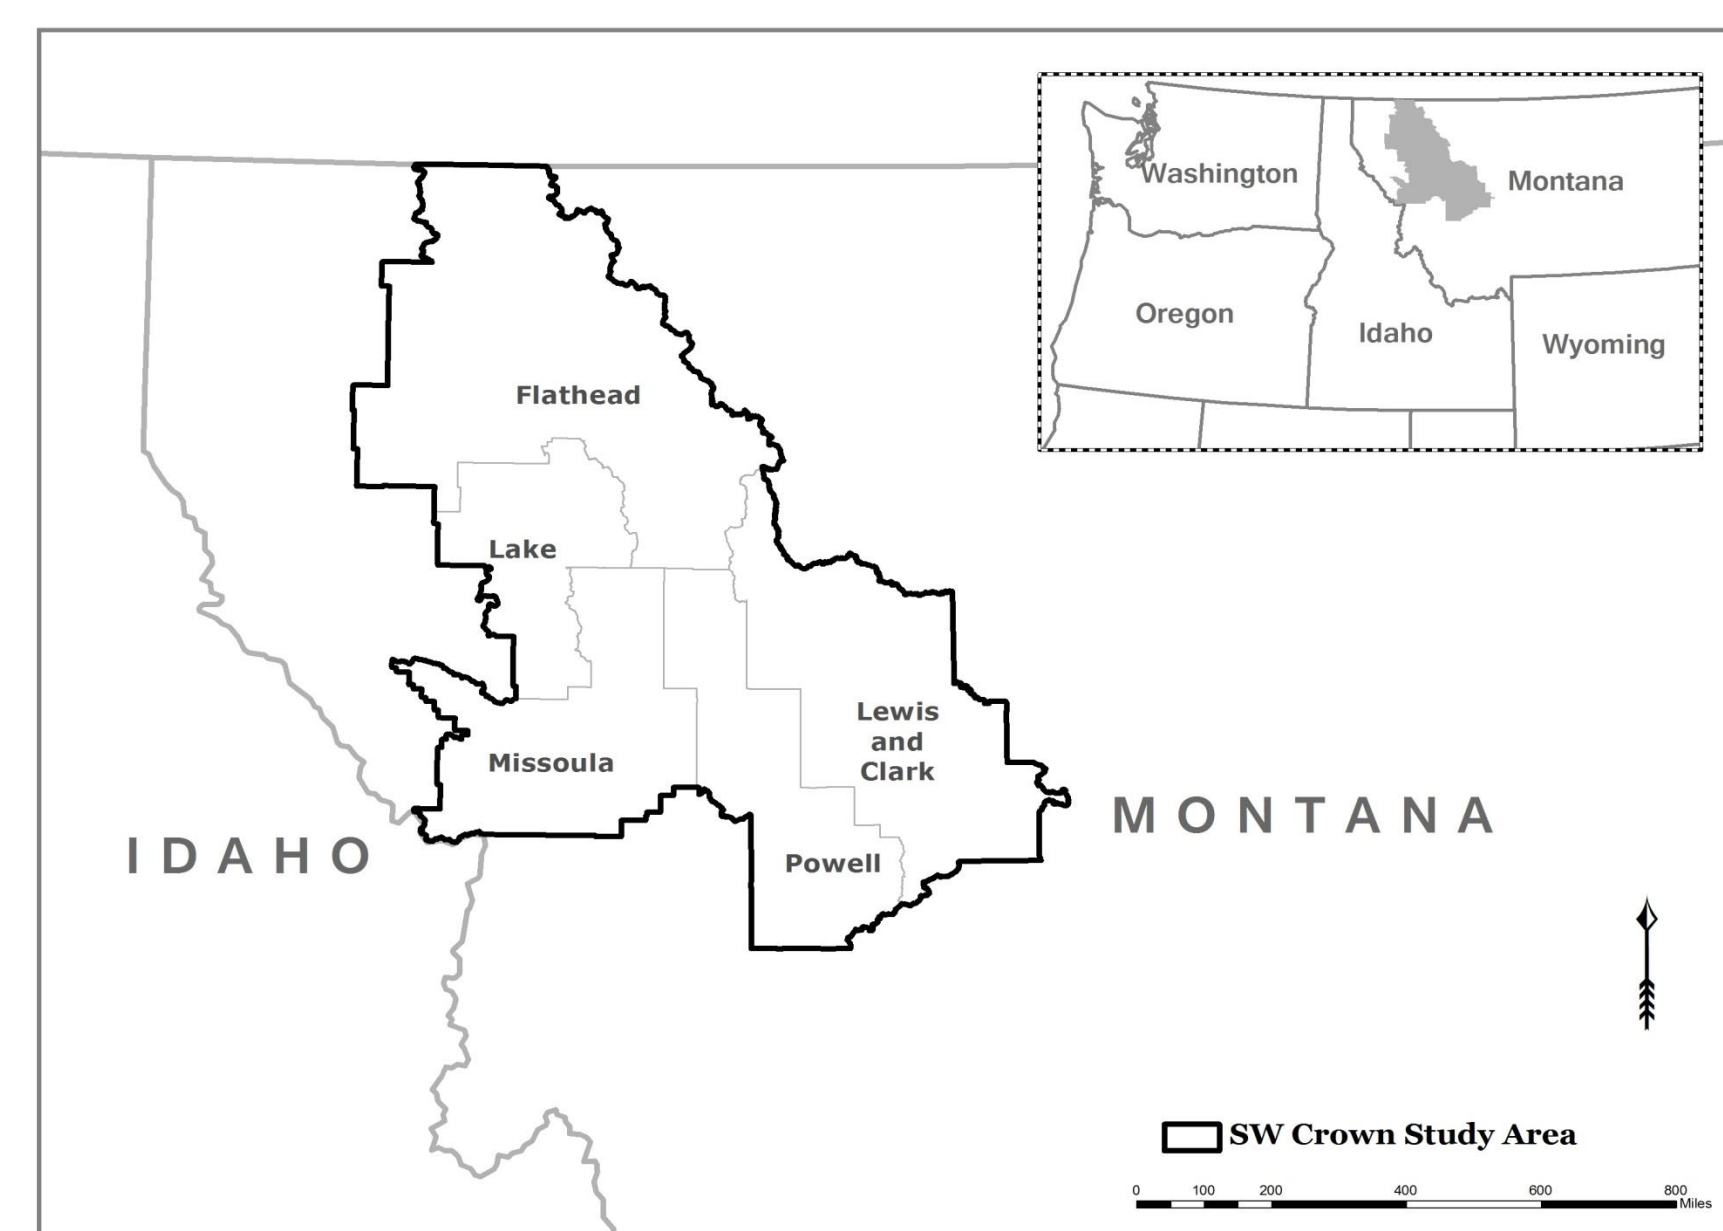 Washington
Montana
Oregon
Idaho
Wyoming
Flathead
Lake
Lewis
and
Clark
Missoula
MONTANA
IDAHO
Powell
SW Crown Study Area
0 100 200 400 600 800
Miles